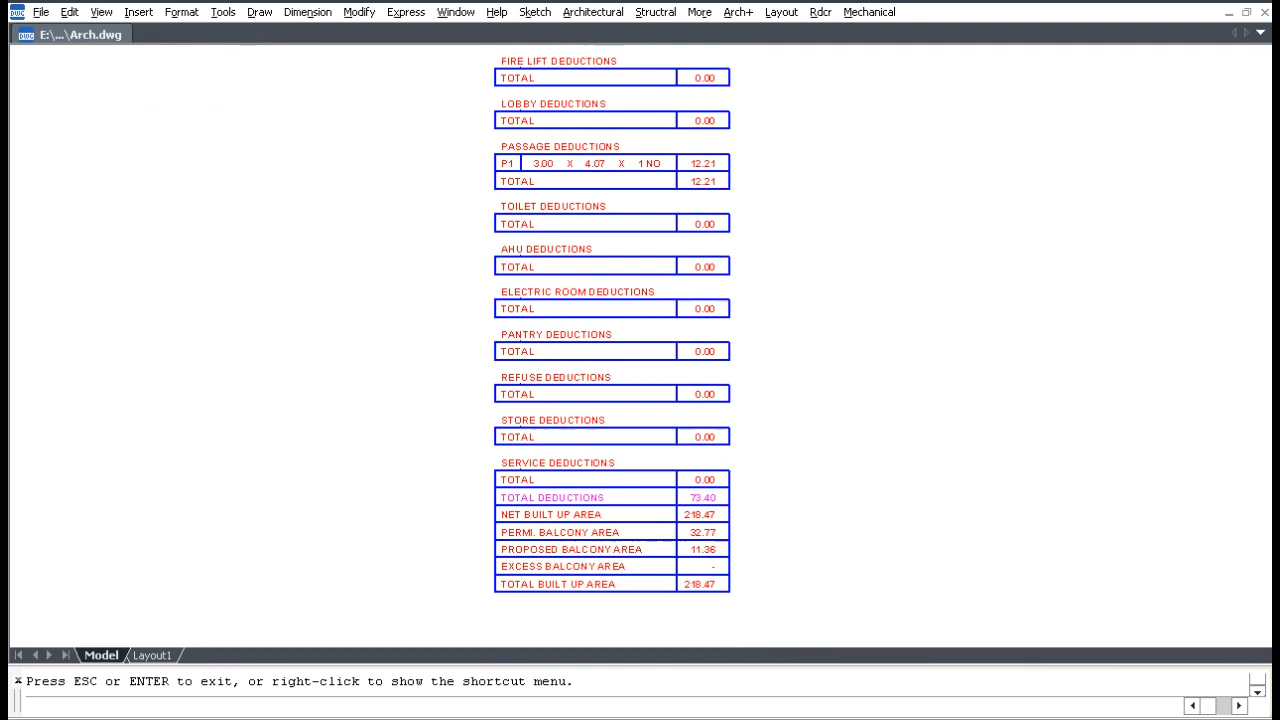 DWG File Edit View Insert Format Tools Draw Dimension Modify Express Window Help Sketch Architectural Structral More Arch+ Layout Rdcr Mechanical
DWG E:\...\Arch.dwg
FIRE LIFT DEDUCTIONS
TOTAL 0.00
LOBBY DEDUCTIONS
TOTAL 0.00
PASSAGE DEDUCTIONS
P1 3.00 X 4.07 X 1 NO 12.21
TOTAL 12.21
TOILET DEDUCTIONS
TOTAL 0.00
AHU DEDUCTIONS
TOTAL 0.00
ELECTRIC ROOM DEDUCTIONS
TOTAL 0.00
PANTRY DEDUCTIONS
TOTAL 0.00
REFUSE DEDUCTIONS
TOTAL 0.00
STORE DEDUCTIONS
TOTAL 0.00
SERVICE DEDUCTIONS
TOTAL 0.00
TOTAL DEDUCTIONS 73.40
NET BUILT UP AREA 218.47
PERMI. BALCONY AREA 32.77
PROPOSED BALCONY AREA 11.36
EXCESS BALCONY AREA -
TOTAL BUILT UP AREA 218.47
Model Layout1
Press ESC or ENTER to exit, or right-click to show the shortcut menu.